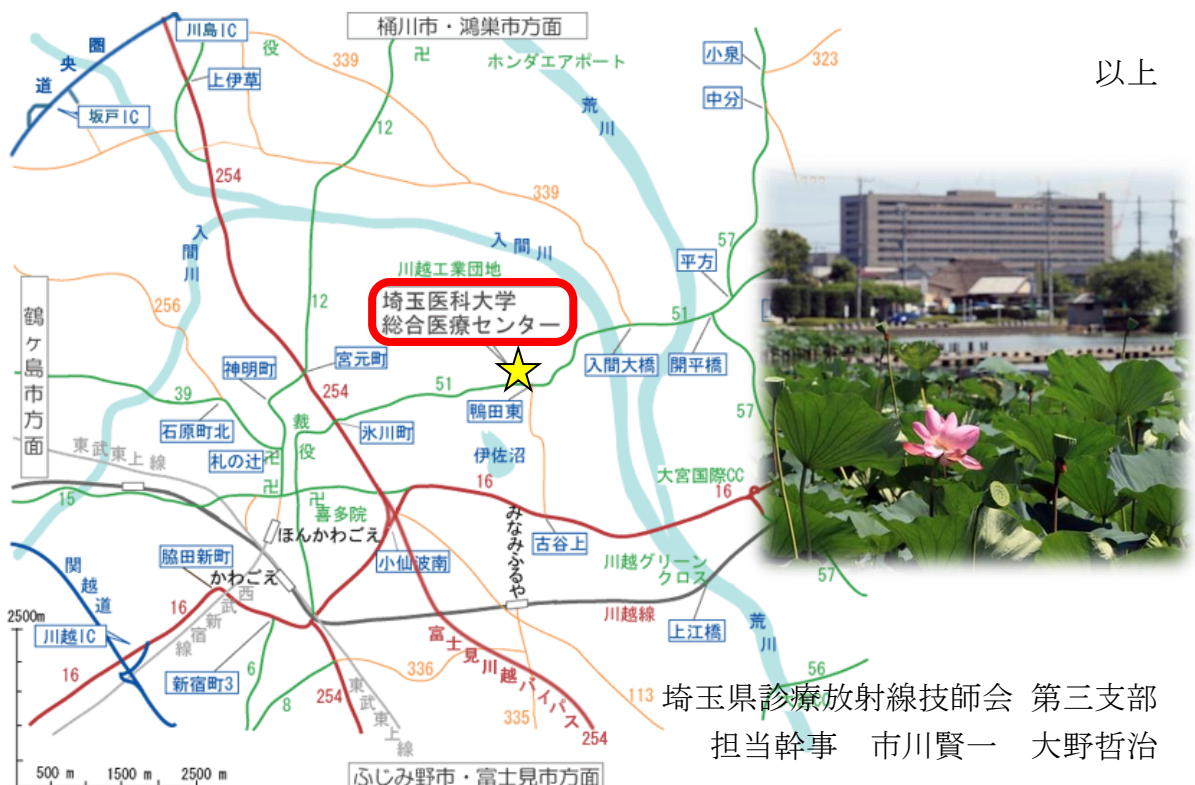 川島IC
役
桶川市・鴻巣市方面
339
卍
ホンダエアポート
小泉
323
以上
圏
央
道
上伊草
中分
坂戸IC
12
荒
川
254
339
57
入
間
川
入
間
川
平方
川越工業団地
256
12
埼玉医科大学
総合医療センター
51
鶴ヶ島市方面
神明町
宮元町
入間大橋
開平橋
254
51
39
鴨田東
57
石原町北
裁
氷川町
役
東武東上線
札の辻
卍
伊佐沼
大宮国際CC
15
卍
卍
16
16
喜多院
みなみふるや
ほんかわごえ
古谷上
脇田新町
小仙波南
川越グリーン
クロス
かわごえ
57
関
越
道
2500m
16
西武新宿線
川越線
荒
川
川越IC
富士見川越バイパス
上江橋
16
新宿町3
6
336
56
8
254
東武東上線
335
113
254
埼玉県診療放射線技師会 第三支部
担当幹事 市川賢一 大野哲治
500 m
1500 m
2500 m
ふじみ野市・富士見市方面